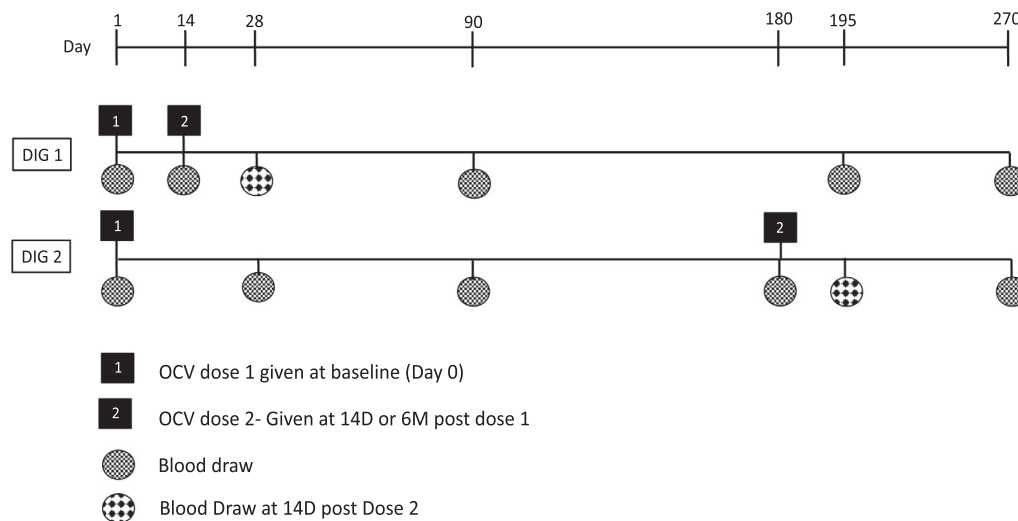 1 14 28 90 180 195 270
Day
1 2
DIG 1
1 2
DIG 2
1 OCV dose 1 given at baseline (Day 0)
2 OCV dose 2- Given at 14D or 6M post dose 1
Blood draw
Blood Draw at 14D post Dose 2